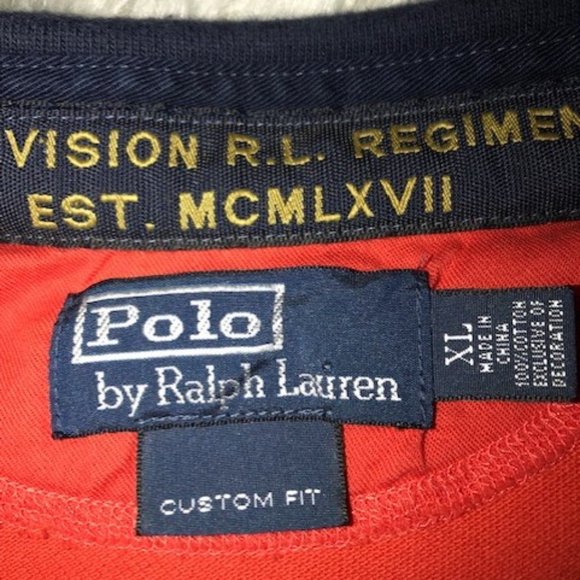 VISION R.L. REGIMEN
EST. MCMLXVII
Polo
by Ralph Lauren
CUSTOM FIT
XL
MADE IN
CHINA
100% COTTON
EXCLUSIVE OF
DECORATION